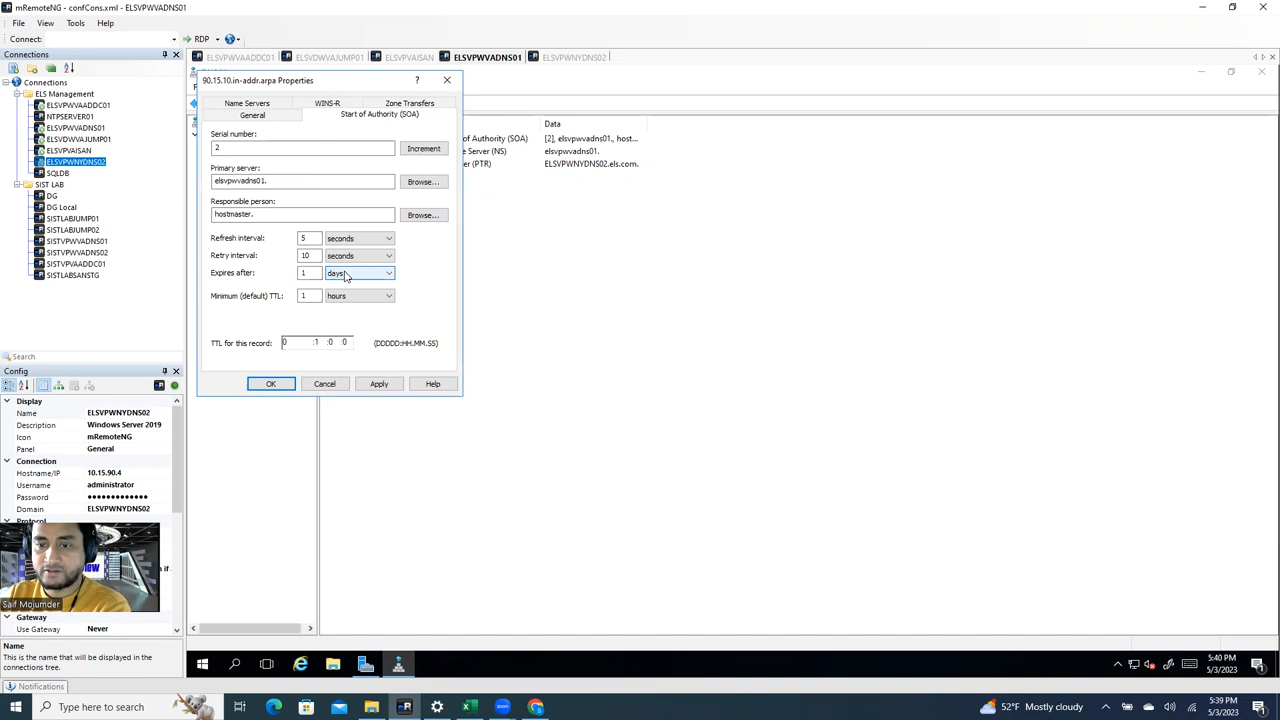 mRemoteNG - confCons.xml - ELSVPWVADNS01
File View Tools Help
Connect: RDP
Connections
Connections
ELS Management
ELSVPWVAADDC01
NTPSERVER01
ELSVPWVADNS01
ELSVDWVAJUMP01
ELSVPVAISAN
ELSVPWNYDNS02
SQLDB
SIST LAB
DG
DG Local
SISTLABJUMP01
SISTLABJUMP02
SISTVPWVADNS01
SISTVPWVADNS02
SISTVPVAADDC01
SISTLABSANSTG
Search
Config
Display
Name ELSVPWNYDNS02
Description Windows Server 2019
Icon mRemoteNG
Panel General
Connection
Hostname/IP 10.15.90.4
Username administrator
Password ●●●●●●●●●●●●●
Domain ELSVPWNYDNS02
Protocol
Saif Mojumder
Gateway
Use Gateway Never
Name
This is the name that will be displayed in the
connections tree.
Notifications
ELSVPWVAADDC01 ELSVDWVAJUMP01 ELSVPVAISAN ELSVPWVADNS01 ELSVPWNYDNS02
90.15.10.in-addr.arpa Properties
Name Servers WINS-R Zone Transfers
General Start of Authority (SOA)
Serial number:
2 Increment
Primary server:
elsvpwvadns01. Browse...
Responsible person:
hostmaster. Browse...
Refresh interval: 5 seconds
Retry interval: 10 seconds
Expires after: 1 days
Minimum (default) TTL: 1 hours
TTL for this record: 0 :1 :0 :0 (DDDDD:HH.MM.SS)
OK Cancel Apply Help
Data
of Authority (SOA) [2], elsvpwvadns01., host...
e Server (NS) elsvpwvadns01.
er (PTR) ELSVPWNYDNS02.els.com.
5:40 PM
5/3/2023
Type here to search
52°F Mostly cloudy
5:39 PM
5/3/2023